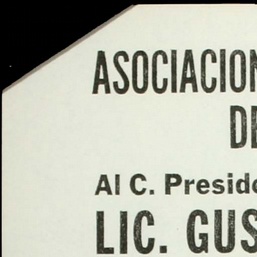 ASOCIACION
DE
Al C. Preside
LIC. GUS